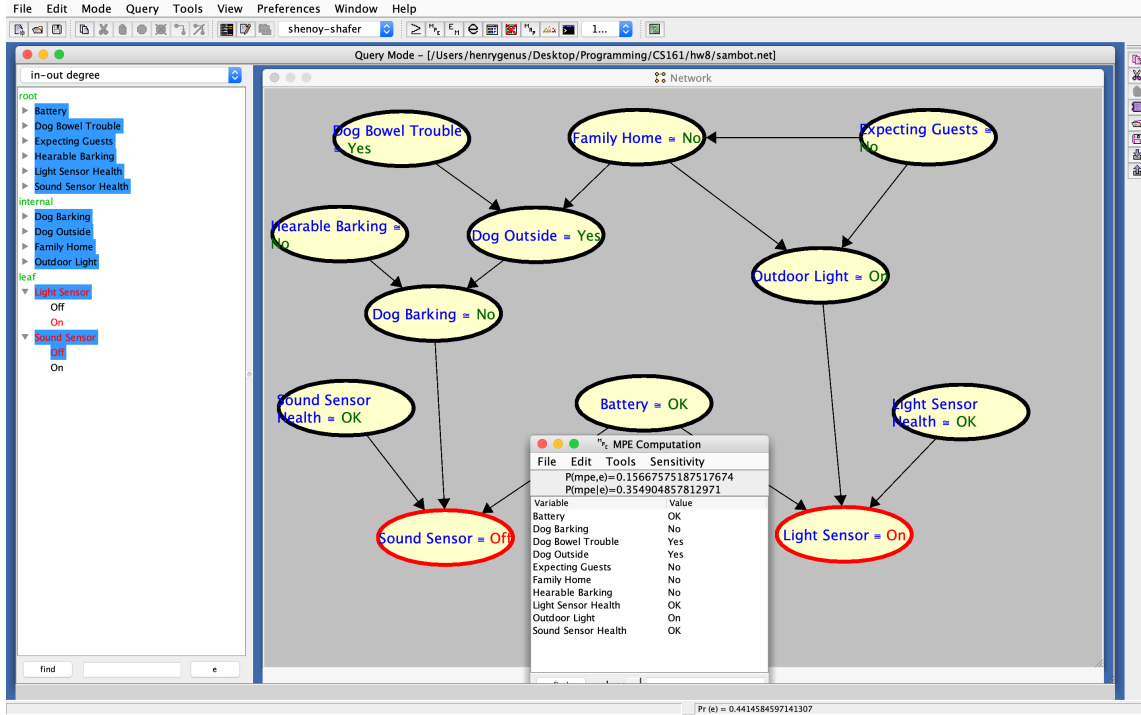 File Edit Mode Query Tools View Preferences Window Help
shenoy-shafer
1...
Query Mode – [/Users/henrygenus/Desktop/Programming/CS161/hw8/sambot.net]
in-out degree
Network
root
Battery
Dog Bowel Trouble
Expecting Guests
Hearable Barking
Light Sensor Health
Sound Sensor Health
internal
Dog Barking
Dog Outside
Family Home
Outdoor Light
leaf
Light Sensor
Off
On
Sound Sensor
Off
On
find
e
Dog Bowel Trouble
≅ Yes
Family Home ≅ No
Expecting Guests ≅
No
Hearable Barking ≅
No
Dog Outside ≅ Yes
Outdoor Light ≅ On
Dog Barking ≅ No
Sound Sensor
Health ≅ OK
Battery ≅ OK
Light Sensor
Health ≅ OK
Sound Sensor = Off
Light Sensor = On
MPE Computation
File Edit Tools Sensitivity
P(mpe,e)=0.15667575187517674
P(mpe|e)=0.354904857812971
Variable Value
Battery OK
Dog Barking No
Dog Bowel Trouble Yes
Dog Outside Yes
Expecting Guests No
Family Home No
Hearable Barking No
Light Sensor Health OK
Outdoor Light On
Sound Sensor Health OK
Pr (e) = 0.4414584597141307